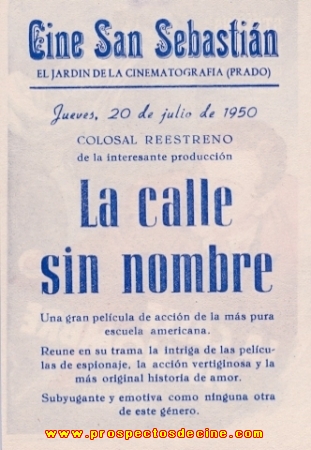 Cine San Sebastián
EL JARDIN DE LA CINEMATOGRAFIA (PRADO)
Jueves, 20 de julio de 1950
COLOSAL REESTRENO
de la interesante producción
La calle
sin nombre
Una gran película de acción de la más pura
escuela americana.
Reune en su trama la intriga de las pelícu-
las de espionaje, la acción vertiginosa y la
más original historia de amor.
Subyugante y emotiva como ninguna otra
de este género.
www.prospectosdecine.com